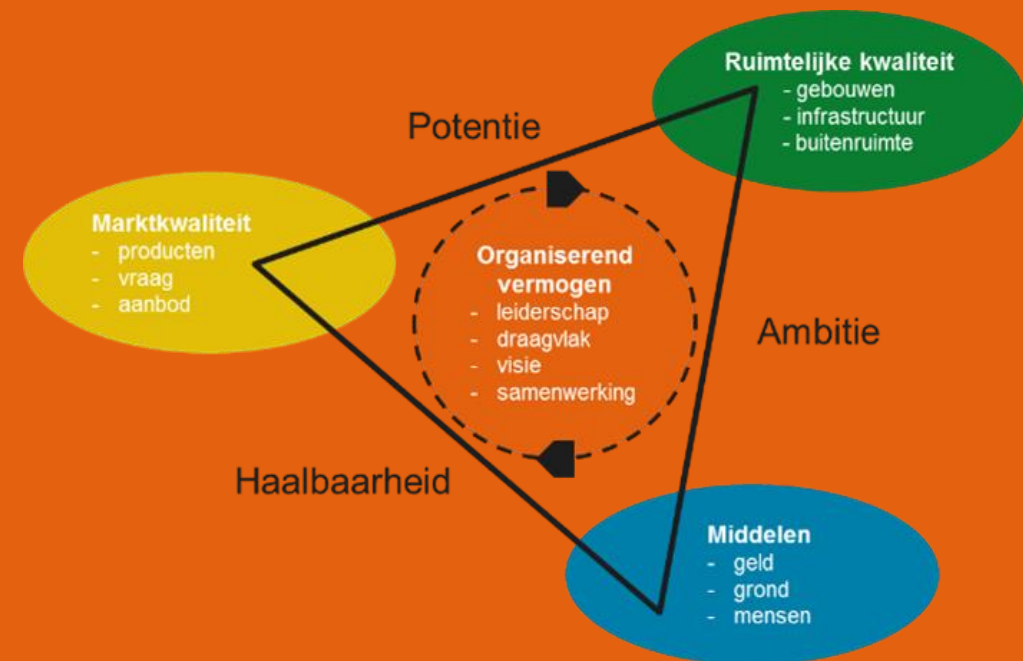 Ruimtelijke kwaliteit
- gebouwen
- infrastructuur
- buitenruimte
Potentie
Marktkwaliteit
- producten
- vraag
- aanbod
Organiserend
vermogen
- leiderschap
- draagvlak
- visie
- samenwerking
Ambitie
Haalbaarheid
Middelen
- geld
- grond
- mensen